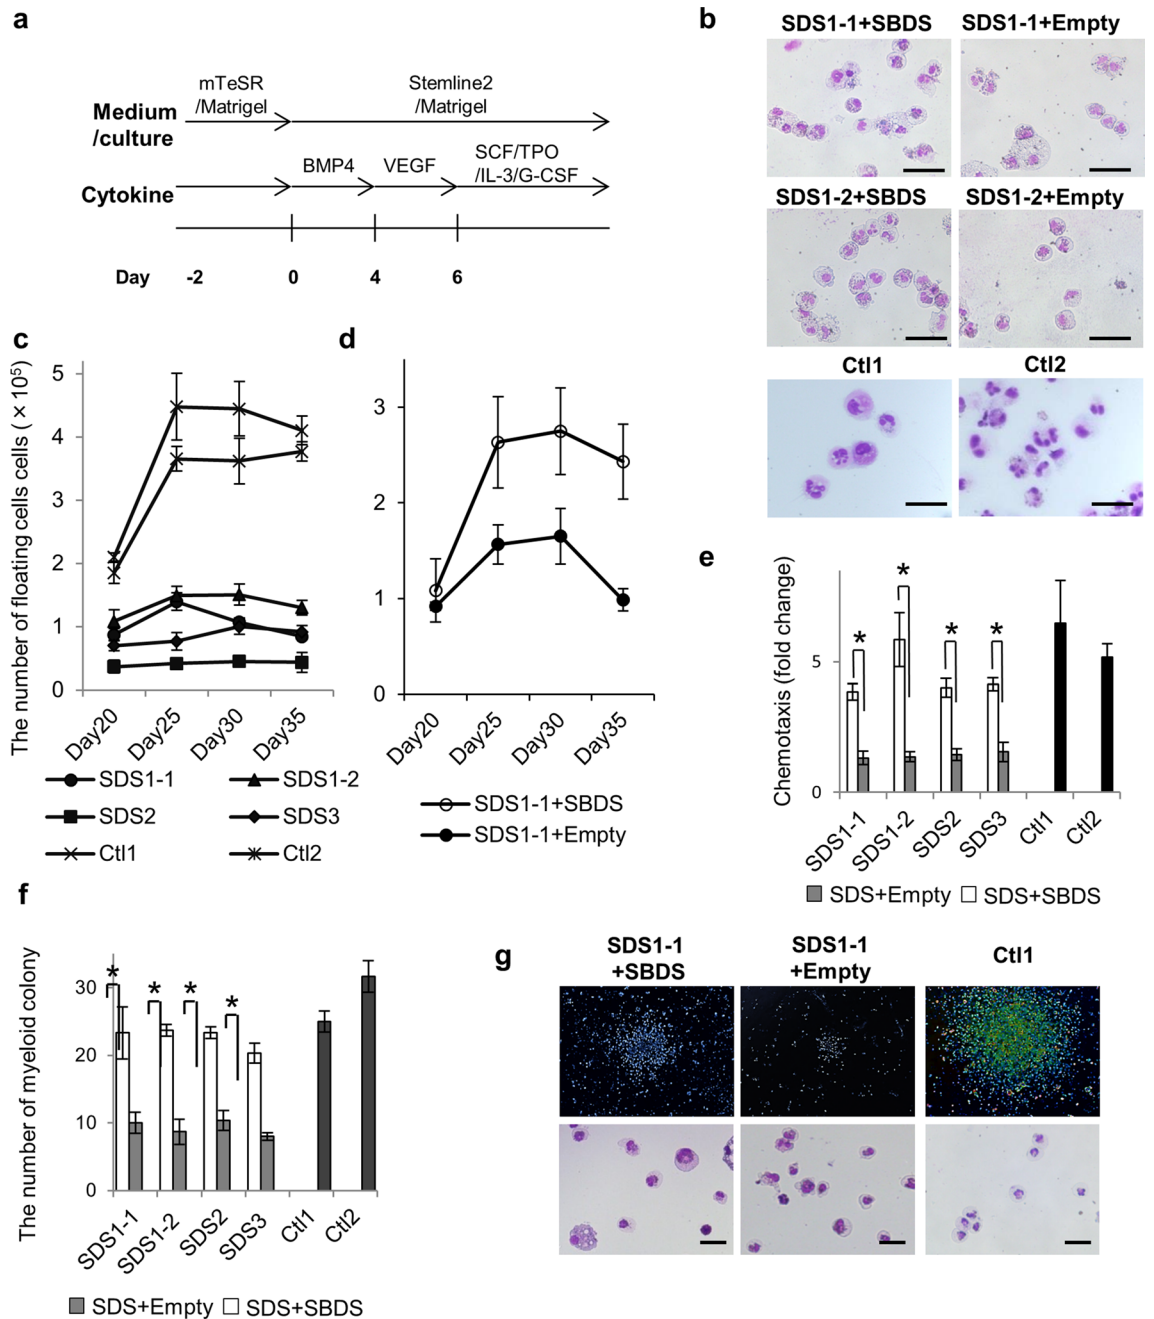 a
mTeSR
/Matrigel
Stemline2
/Matrigel
Medium
/culture
BMP4
VEGF
SCF/TPO
/IL-3/G-CSF
Cytokine
Day
-2
0
4
6
b
SDS1-1+SBDS
SDS1-1+Empty
SDS1-2+SBDS
SDS1-2+Empty
Ctl1
Ctl2
c
The number of floating cells cells ( × 10⁵)
5
4
3
2
1
0
Day20
Day25
Day30
Day35
SDS1-1
SDS1-2
SDS2
SDS3
Ctl1
Ctl2
d
3
2
1
0
Day20
Day25
Day30
Day35
SDS1-1+SBDS
SDS1-1+Empty
e
Chemotaxis (fold change)
5
0
*
*
*
*
SDS1-1
SDS1-2
SDS2
SDS3
Ctl1
Ctl2
SDS+Empty
SDS+SBDS
f
The number of myeloid colony
30
20
10
0
*
*
*
*
SDS1-1
SDS1-2
SDS2
SDS3
Ctl1
Ctl2
SDS+Empty
SDS+SBDS
g
SDS1-1
+SBDS
SDS1-1
+Empty
Ctl1